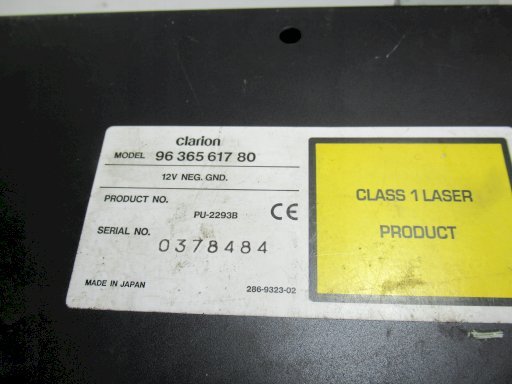 clarion
MODEL 96 365 617 80
12V NEG. GND.
PRODUCT NO.
PU-2293B
CE
SERIAL NO.
0378484
MADE IN JAPAN
286-9323-02
CLASS 1 LASER
PRODUCT